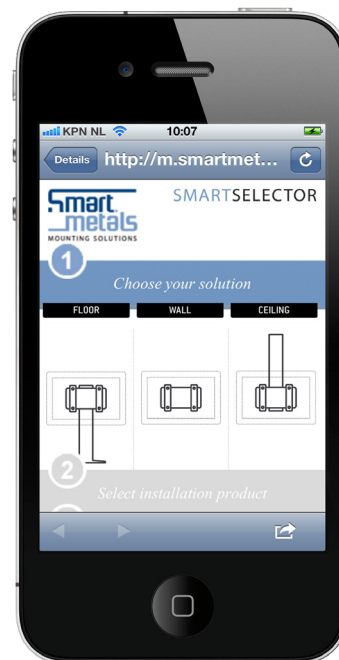 KPN NL 10:07
Details http://m.smartmet...
Smart
metals
MOUNTING SOLUTIONS
SMARTSELECTOR
1
Choose your solution
FLOOR WALL CEILING
2
Select installation product